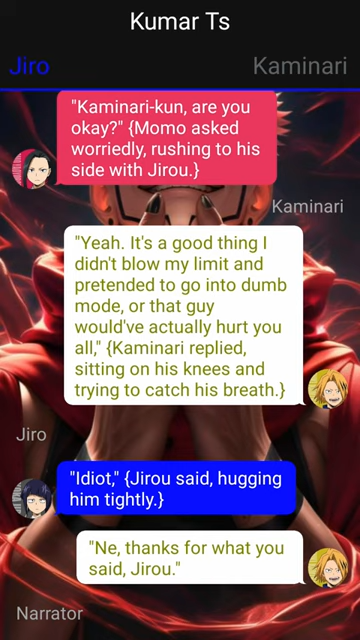 Kumar Ts
Jiro
Kaminari
"Kaminari-kun, are you
okay?" {Momo asked
worriedly, rushing to his
side with Jirou.}
Kaminari
"Yeah. It's a good thing I
didn't blow my limit and
pretended to go into dumb
mode, or that guy
would've actually hurt you
all," {Kaminari replied,
sitting on his knees and
trying to catch his breath.}
Jiro
"Idiot," {Jirou said, hugging
him tightly.}
"Ne, thanks for what you
said, Jirou."
Narrator